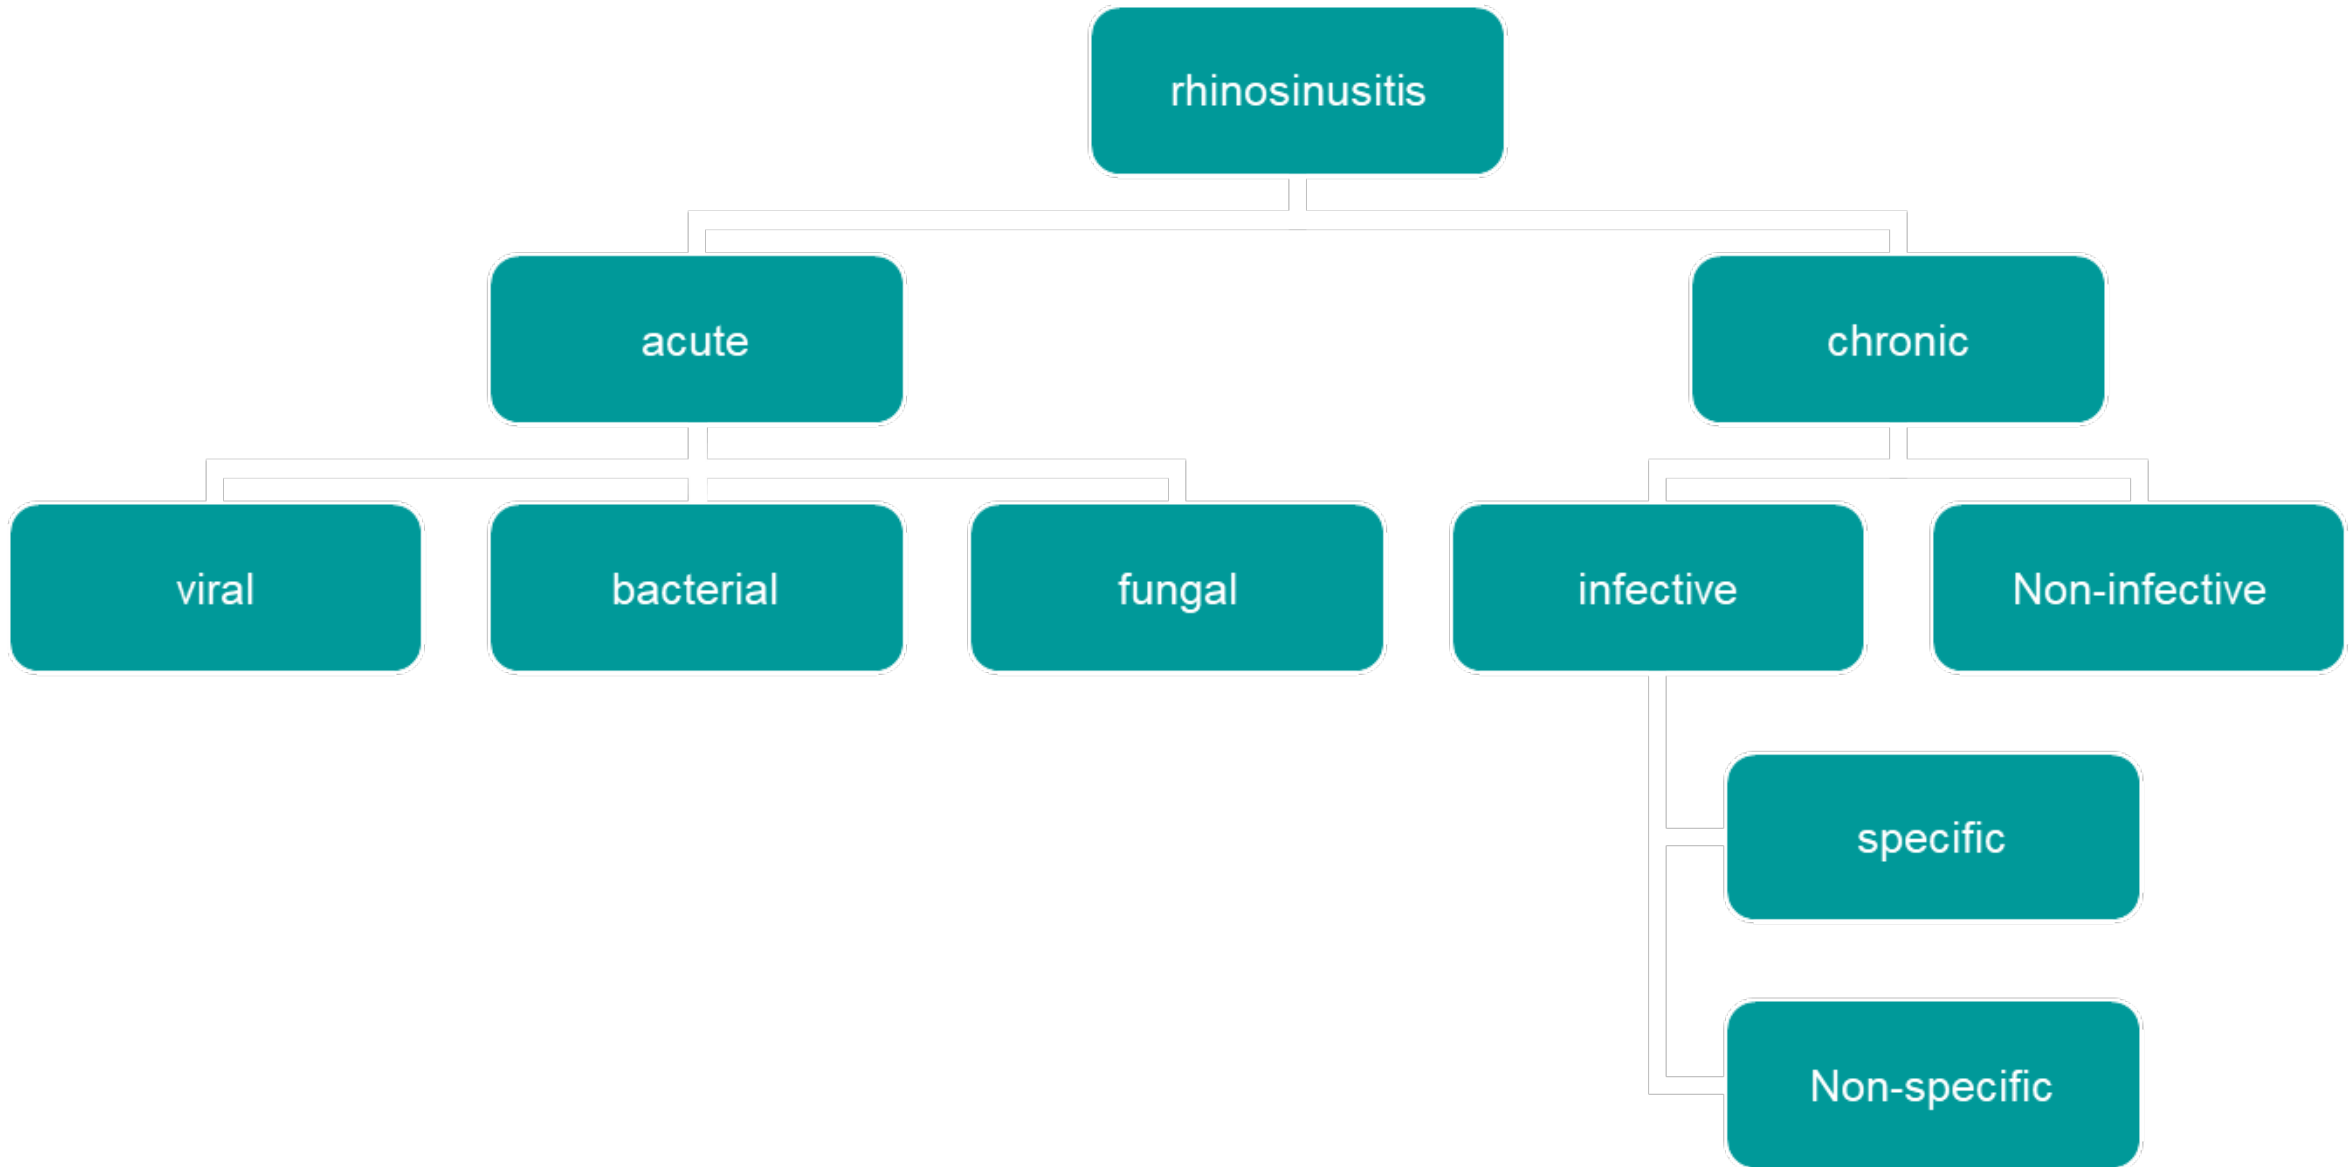 rhinosinusitis
acute
chronic
viral
bacterial
fungal
infective
Non-infective
specific
Non-specific